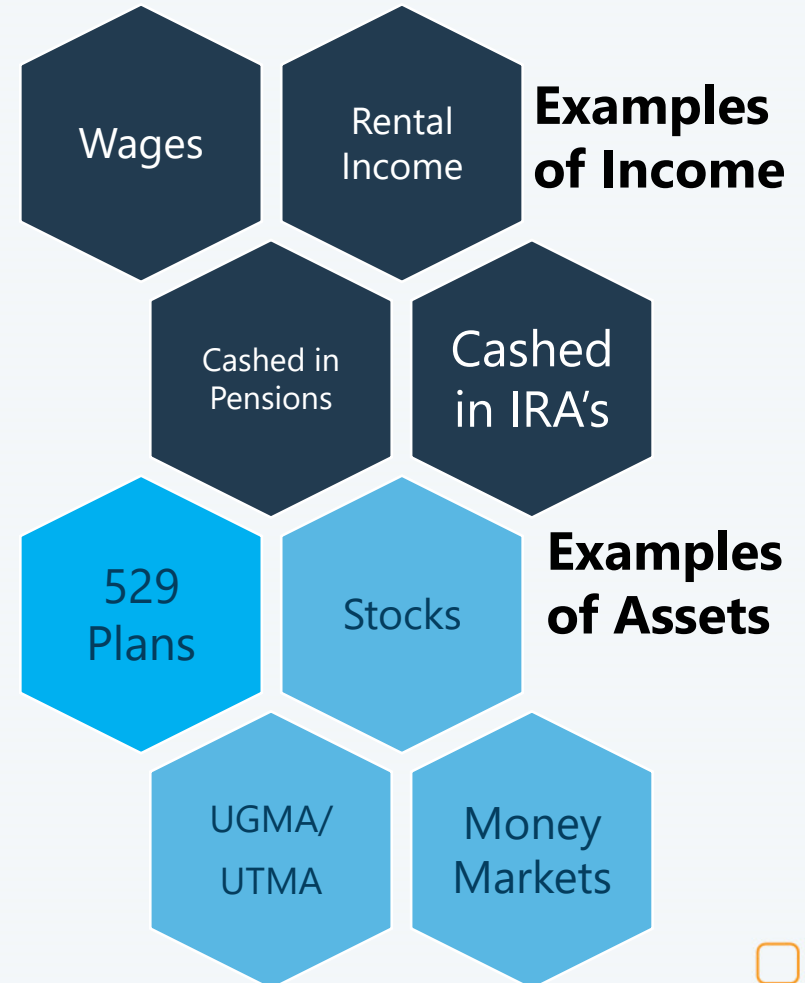 Wages
Rental
Income
Examples
of Income
Cashed in
Pensions
Cashed
in IRA’s
529
Plans
Stocks
Examples
of Assets
UGMA/
UTMA
Money
Markets